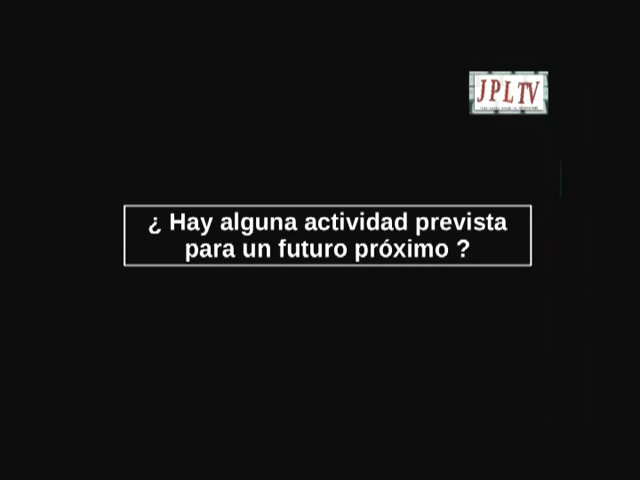 JPLTV
¿ Hay alguna actividad prevista
para un futuro próximo ?